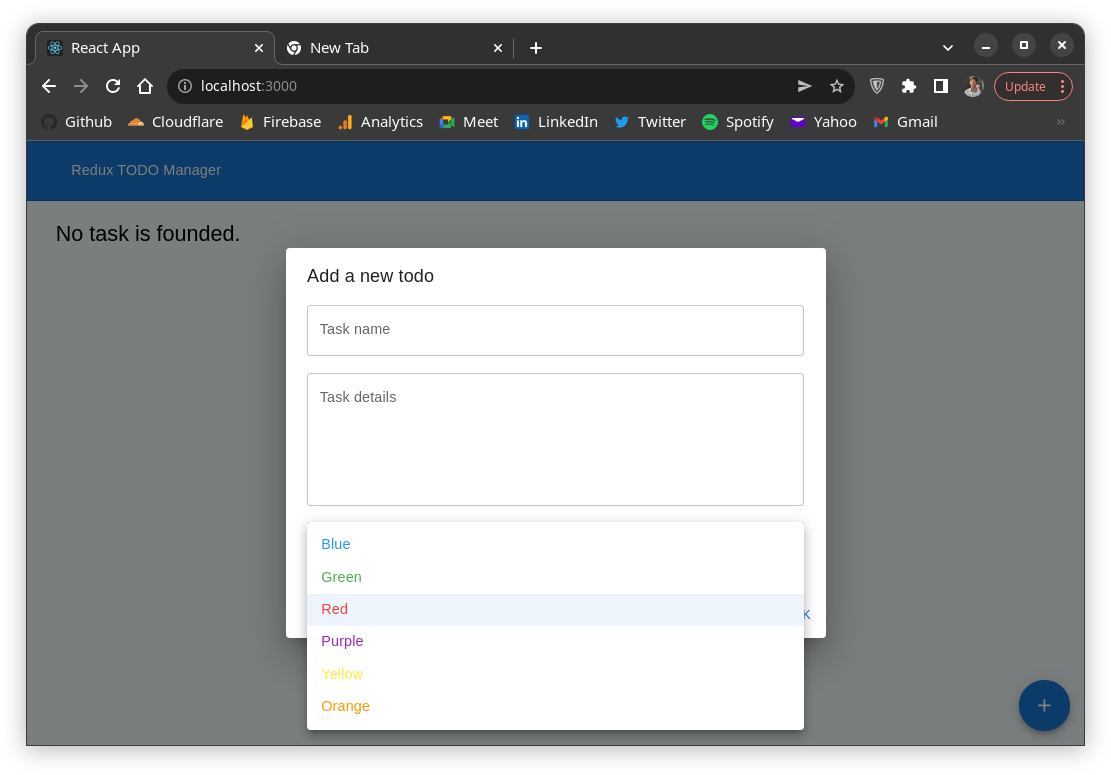 React App
New Tab
localhost:3000
Update
Github Cloudflare Firebase Analytics Meet LinkedIn Twitter Spotify Yahoo Gmail »
Redux TODO Manager
No task is founded.
Add a new todo
Task name
Task details
Blue
Green
Red
K
Purple
Yellow
Orange
+